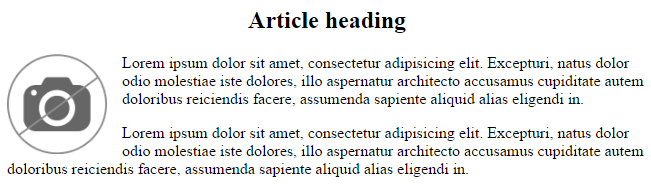 Article heading
Lorem ipsum dolor sit amet, consectetur adipisicing elit. Excepturi, natus dolor
odio molestiae iste dolores, illo aspernatur architecto accusamus cupiditate autem
doloribus reiciendis facere, assumenda sapiente aliquid alias eligendi in.
Lorem ipsum dolor sit amet, consectetur adipisicing elit. Excepturi, natus dolor
odio molestiae iste dolores, illo aspernatur architecto accusamus cupiditate autem
doloribus reiciendis facere, assumenda sapiente aliquid alias eligendi in.